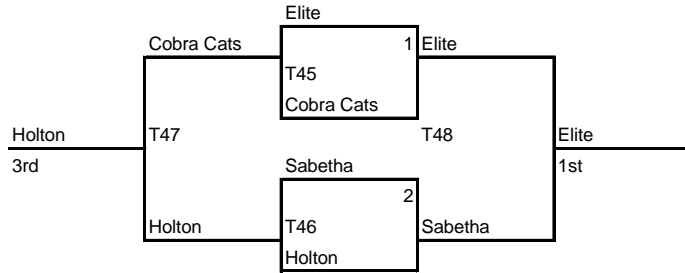 Elite
Cobra Cats 1 Elite
T45
Cobra Cats
Holton T47 T48 Elite
3rd Sabetha 1st
2
Holton T46 Sabetha
Holton